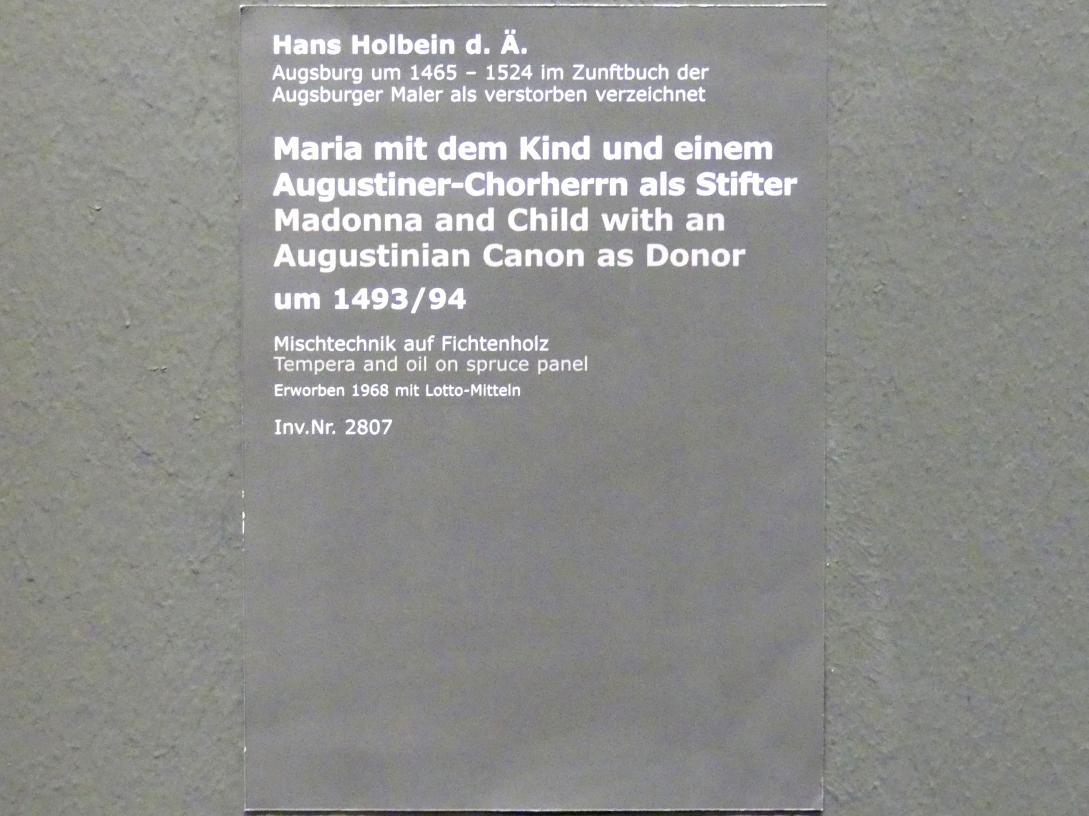 Hans Holbein d. Ä.
Augsburg um 1465 – 1524 im Zunftbuch der
Augsburger Maler als verstorben verzeichnet
Maria mit dem Kind und einem
Augustiner-Chorherrn als Stifter
Madonna and Child with an
Augustinian Canon as Donor
um 1493/94
Mischtechnik auf Fichtenholz
Tempera and oil on spruce panel
Erworben 1968 mit Lotto-Mitteln
Inv.Nr. 2807